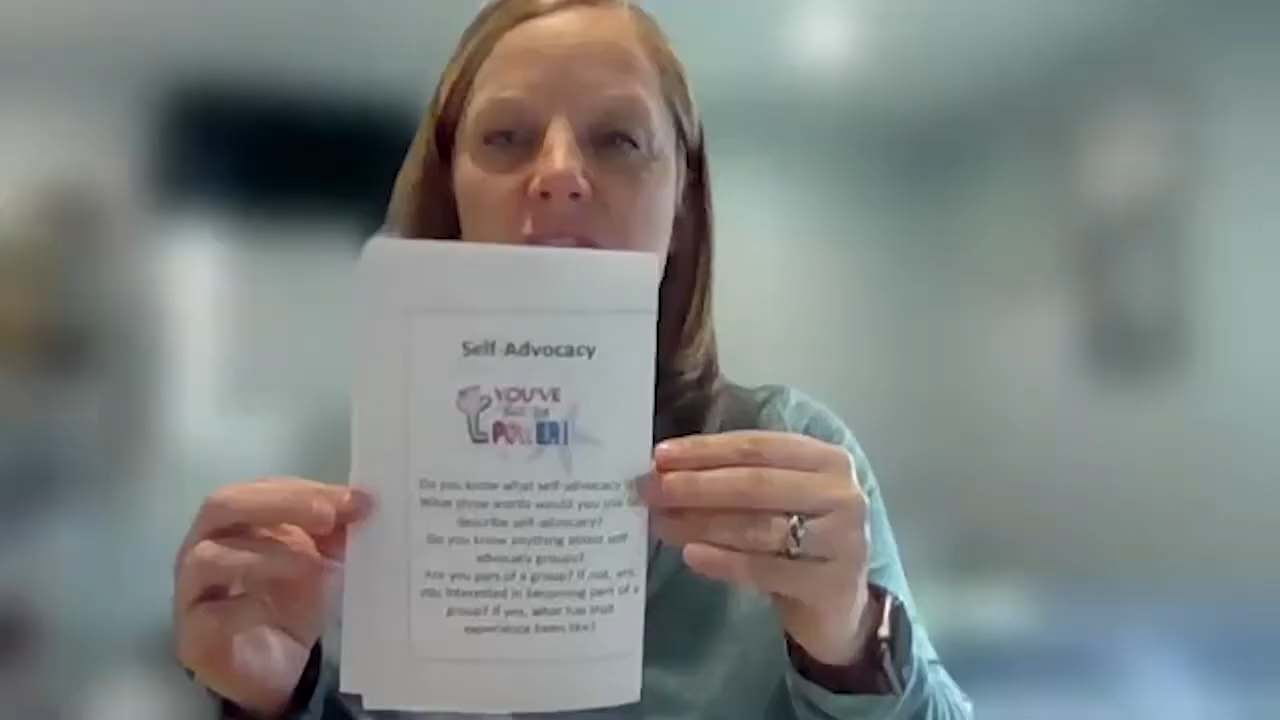 Self-Advocacy
YOU'VE
POWER!
Do you know what self-advocacy
What three words would you use
describe self-advocacy?
Do you know anything about self
advocacy groups?
Are you part of a group? If not, are
you interested in becoming part of a
group? If yes, what has that
experience been like?